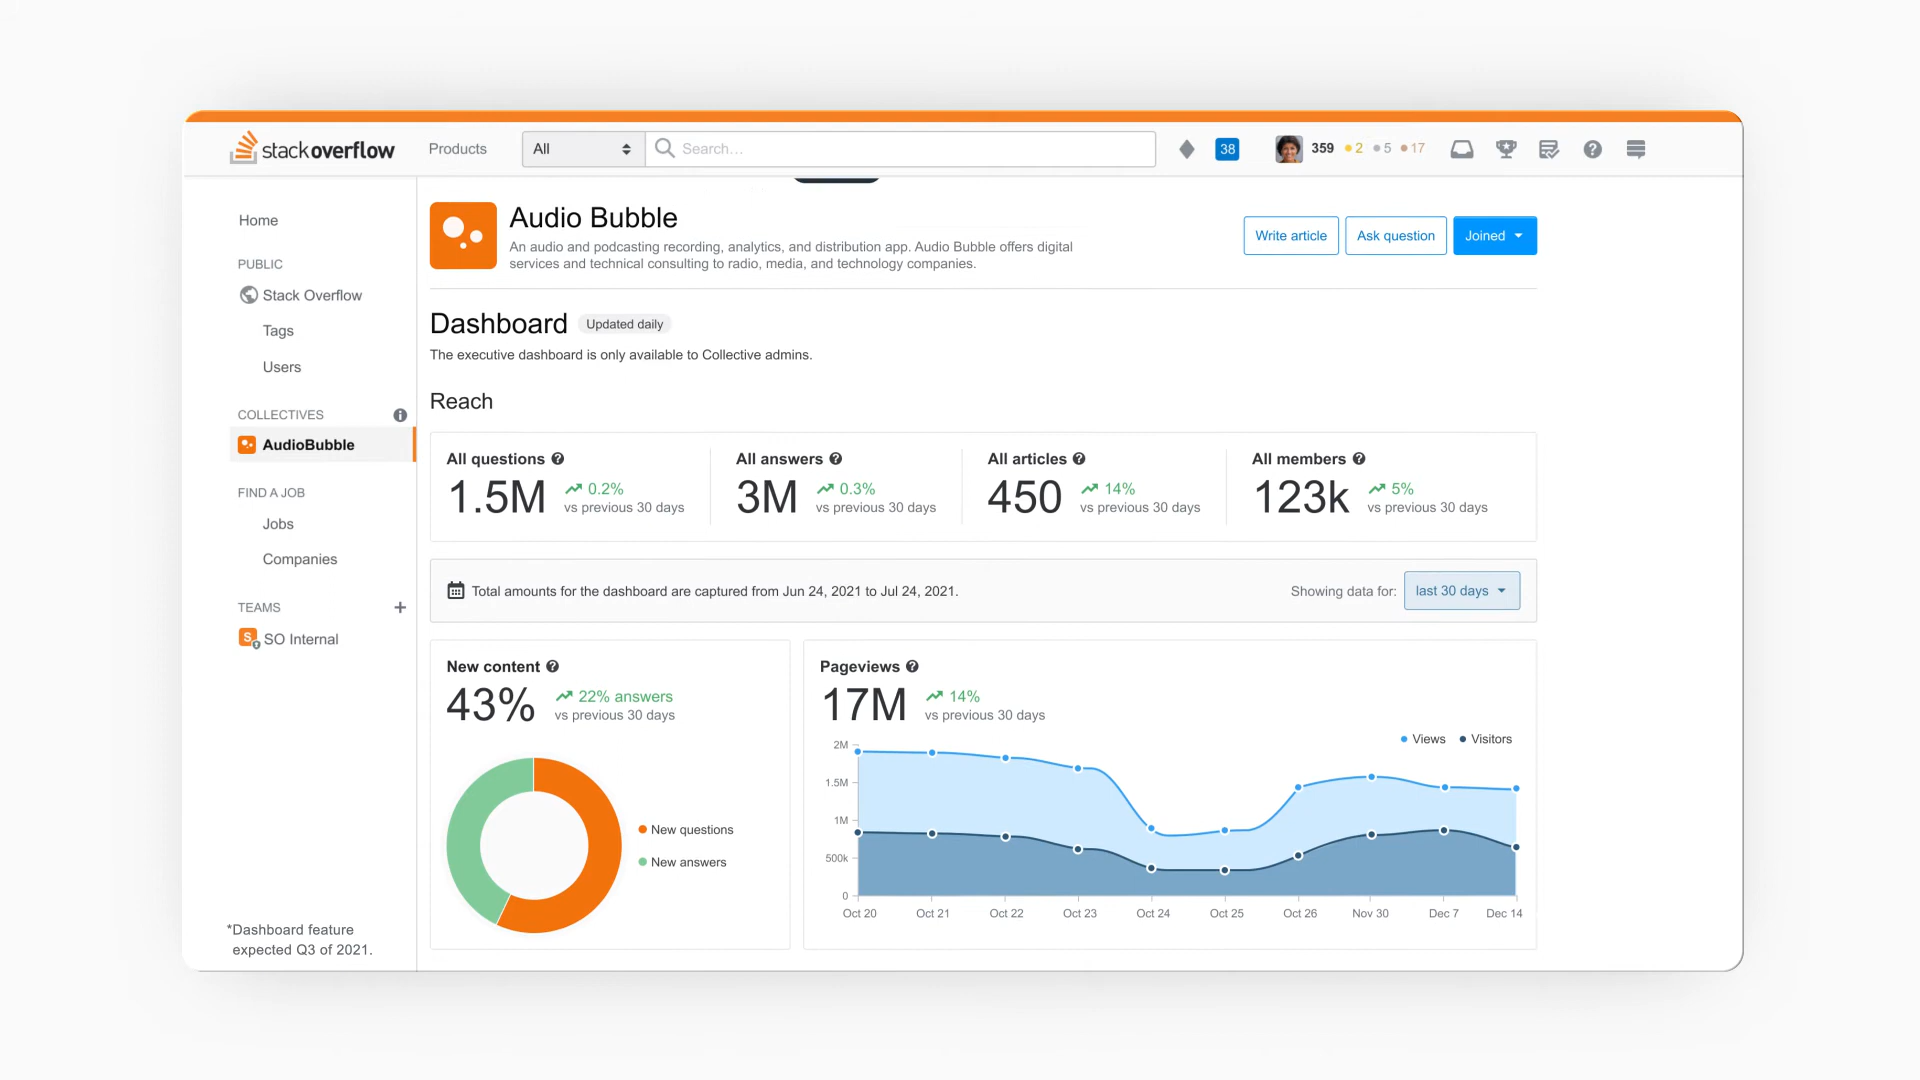 stackoverflow
Products
All
Search...
38
359 2 5 17
Home
PUBLIC
Stack Overflow
Tags
Users
COLLECTIVES
AudioBubble
FIND A JOB
Jobs
Companies
TEAMS
S
SO Internal
*Dashboard feature
expected Q3 of 2021.
Audio Bubble
An audio and podcasting recording, analytics, and distribution app. Audio Bubble offers digital
services and technical consulting to radio, media, and technology companies.
Write article
Ask question
Joined
Dashboard
Updated daily
The executive dashboard is only available to Collective admins.
Reach
All questions
1.5M
0.2%
vs previous 30 days
All answers
3M
0.3%
vs previous 30 days
All articles
450
14%
vs previous 30 days
All members
123k
5%
vs previous 30 days
Total amounts for the dashboard are captured from Jun 24, 2021 to Jul 24, 2021.
Showing data for:
last 30 days
New content
43%
22% answers
vs previous 30 days
New questions
New answers
Pageviews
17M
14%
vs previous 30 days
Views
Visitors
2M
1.5M
1M
500k
0
Oct 20
Oct 21
Oct 22
Oct 23
Oct 24
Oct 25
Oct 26
Nov 30
Dec 7
Dec 14